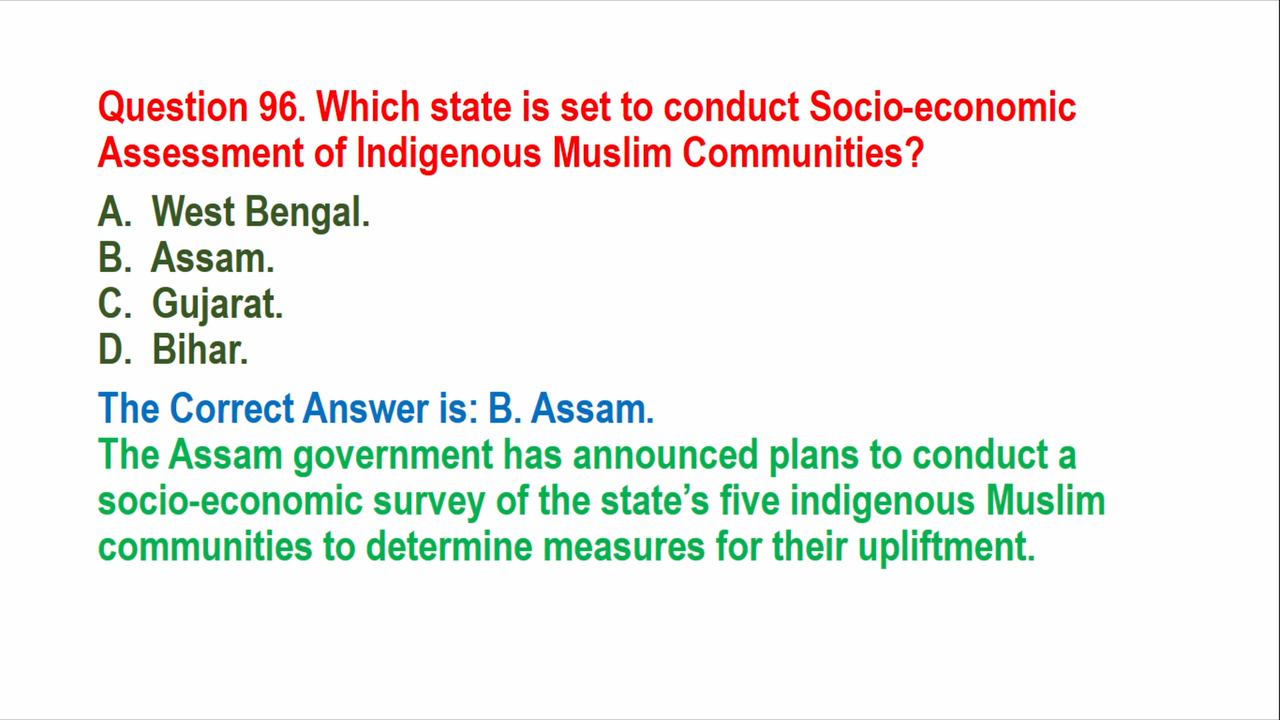 Question 96. Which state is set to conduct Socio-economic
Assessment of Indigenous Muslim Communities?
A. West Bengal.
B. Assam.
C. Gujarat.
D. Bihar.
The Correct Answer is: B. Assam.
The Assam government has announced plans to conduct a
socio-economic survey of the state’s five indigenous Muslim
communities to determine measures for their upliftment.